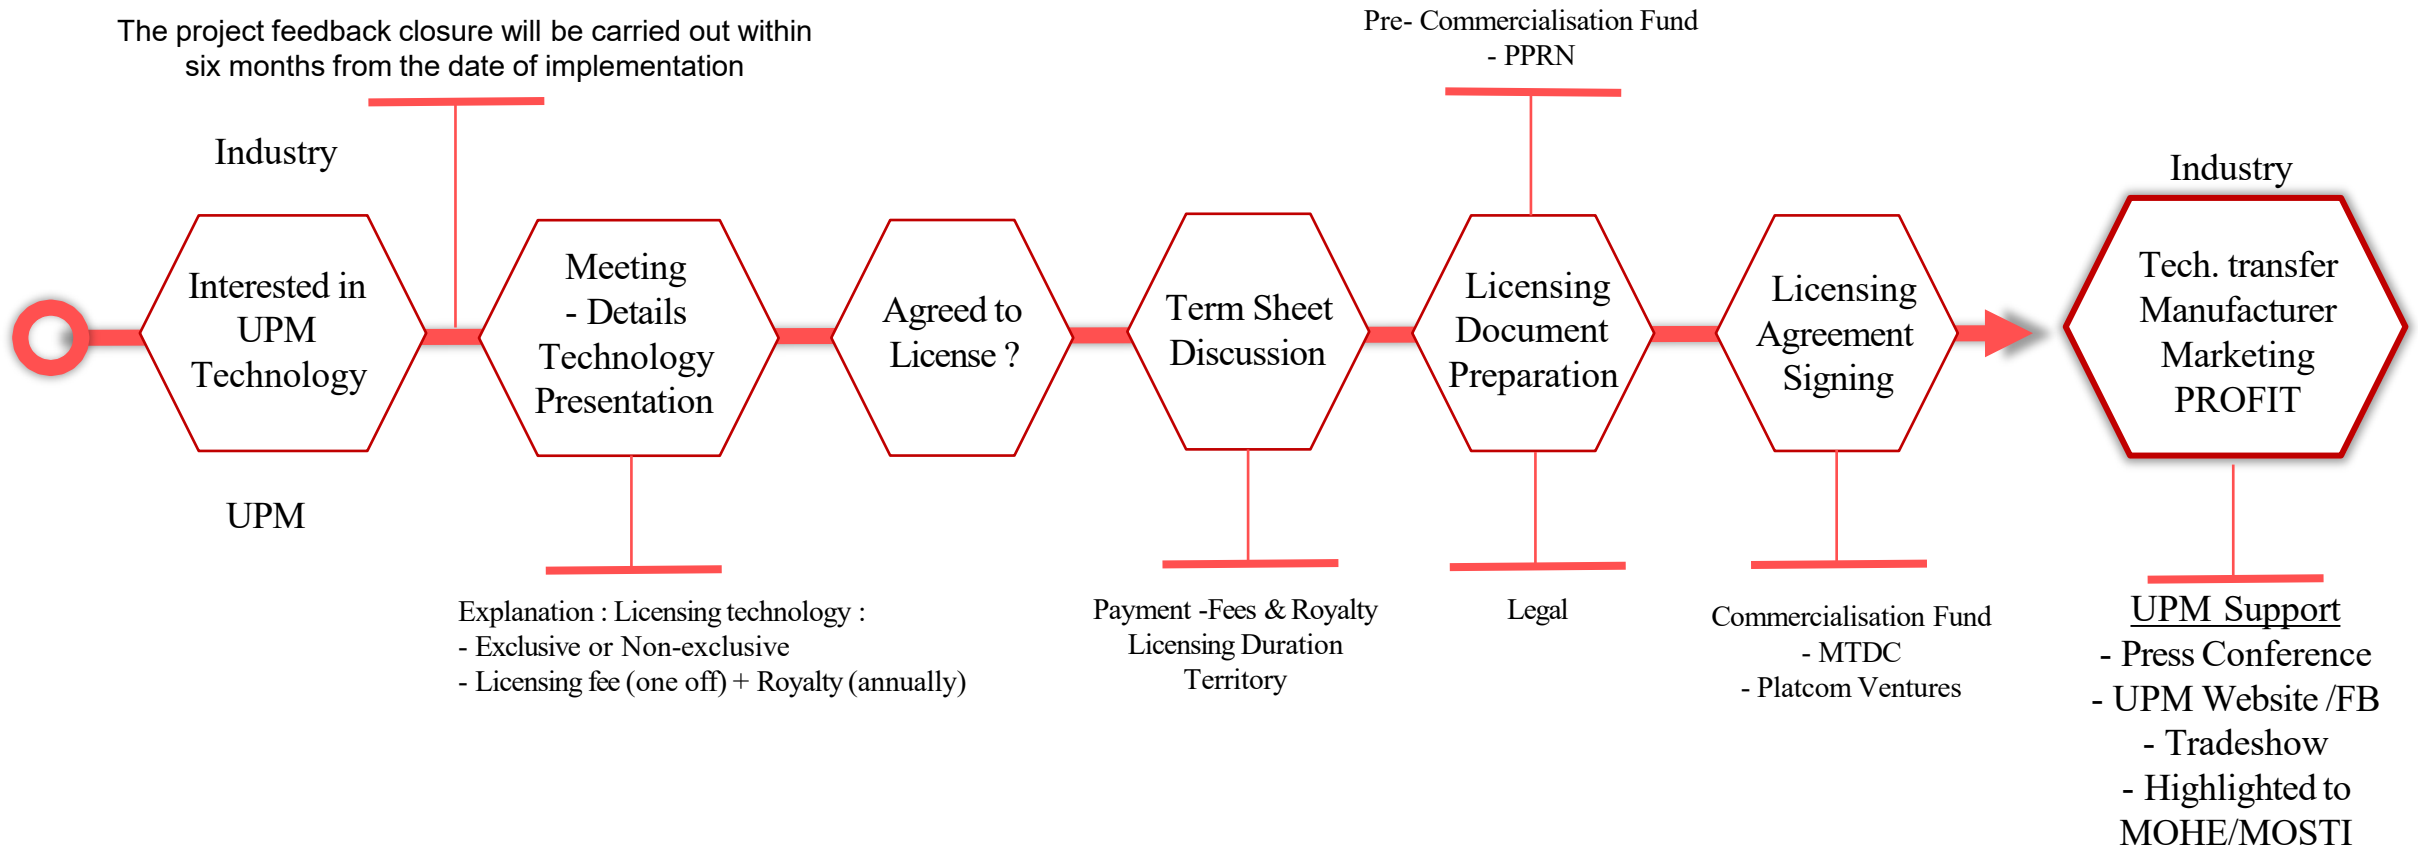 The project feedback closure will be carried out within
six months from the date of implementation
Pre- Commercialisation Fund
- PPRN
Industry
Industry
Interested in
UPM
Technology
Meeting
- Details
Technology
Presentation
Agreed to
License ?
Term Sheet
Discussion
Licensing
Document
Preparation
Licensing
Agreement
Signing
Tech. transfer
Manufacturer
Marketing
PROFIT
UPM
Explanation : Licensing technology :
- Exclusive or Non-exclusive
- Licensing fee (one off) + Royalty (annually)
Payment -Fees & Royalty
Licensing Duration
Territory
Legal
Commercialisation Fund
- MTDC
- Platcom Ventures
UPM Support
- Press Conference
- UPM Website /FB
- Tradeshow
- Highlighted to
MOHE/MOSTI